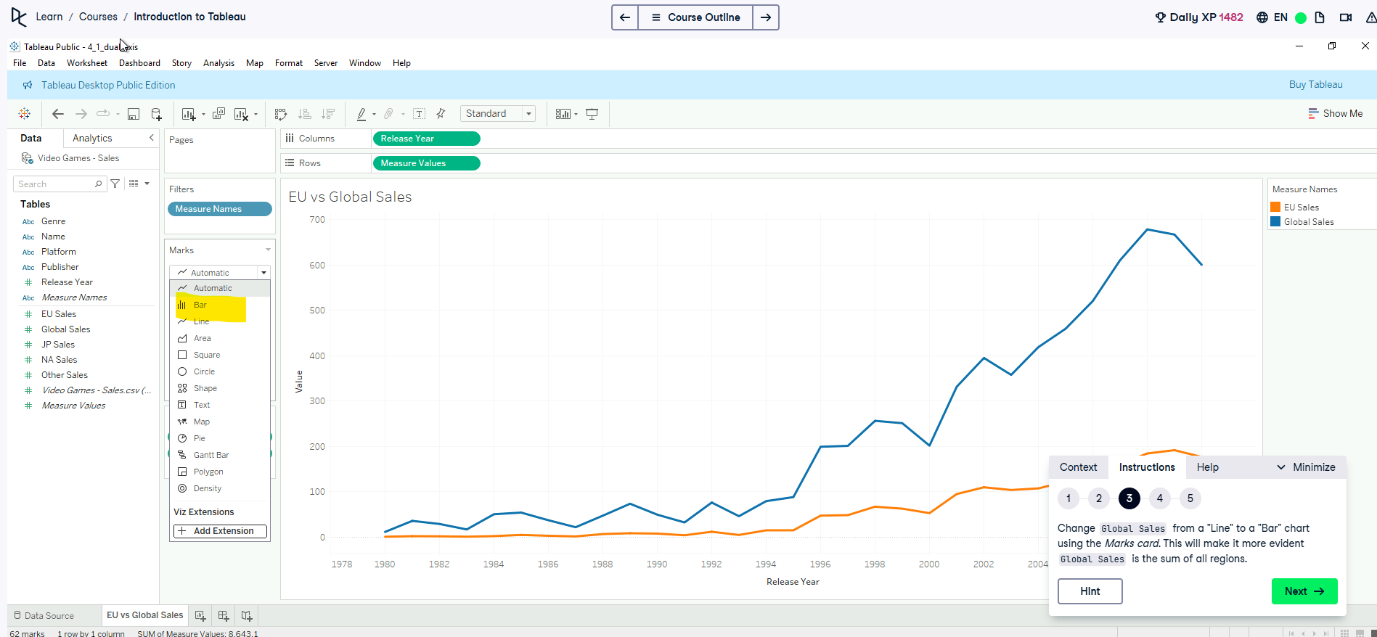 Learn / Courses / Introduction to Tableau
Course Outline
Daily XP 1482
EN
Tableau Public - 4_1_dual axis
File Data Worksheet Dashboard Story Analysis Map Format Server Window Help
Tableau Desktop Public Edition
Buy Tableau
Standard
Show Me
Data
Analytics
Video Games - Sales
Search
Tables
Abc Genre
Abc Name
Abc Platform
Abc Publisher
# Release Year
Abc Measure Names
# EU Sales
# Global Sales
# JP Sales
# NA Sales
# Other Sales
# Video Games - Sales.csv (...
# Measure Values
Pages
Filters
Measure Names
Marks
Automatic
Automatic
Bar
Line
Area
Square
Circle
Shape
Text
Map
Pie
Gantt Bar
Polygon
Density
Viz Extensions
+ Add Extension
Columns
Release Year
Rows
Measure Values
EU vs Global Sales
700
600
500
400
300
200
100
0
Value
1978 1980 1982 1984 1986 1988 1990 1992 1994 1996 1998 2000 2002 2004
Release Year
Measure Names
EU Sales
Global Sales
Context
Instructions
Help
Minimize
1 2 3 4 5
Change Global Sales from a "Line" to a "Bar" chart
using the Marks card. This will make it more evident
Global Sales is the sum of all regions.
Hint
Next
Data Source
EU vs Global Sales
62 marks 1 row by 1 column SUM of Measure Values: 8,643.1